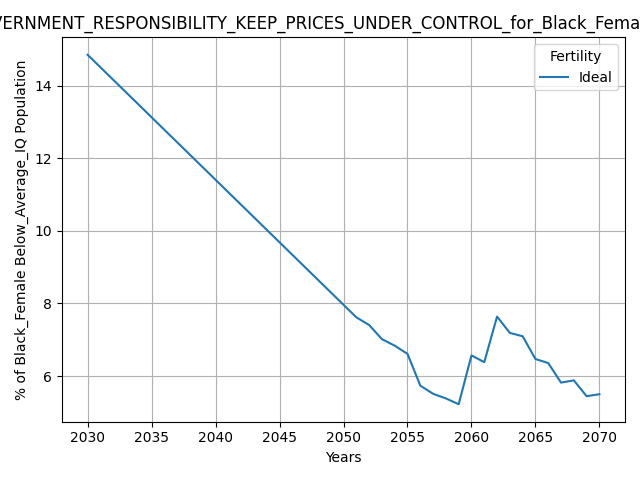 VERNMENT_RESPONSIBILITY_KEEP_PRICES_UNDER_CONTROL_for_Black_Fema
Fertility
Ideal
% of Black_Female Below_Average_IQ Population
14
12
10
8
6
2030 2035 2040 2045 2050 2055 2060 2065 2070
Years